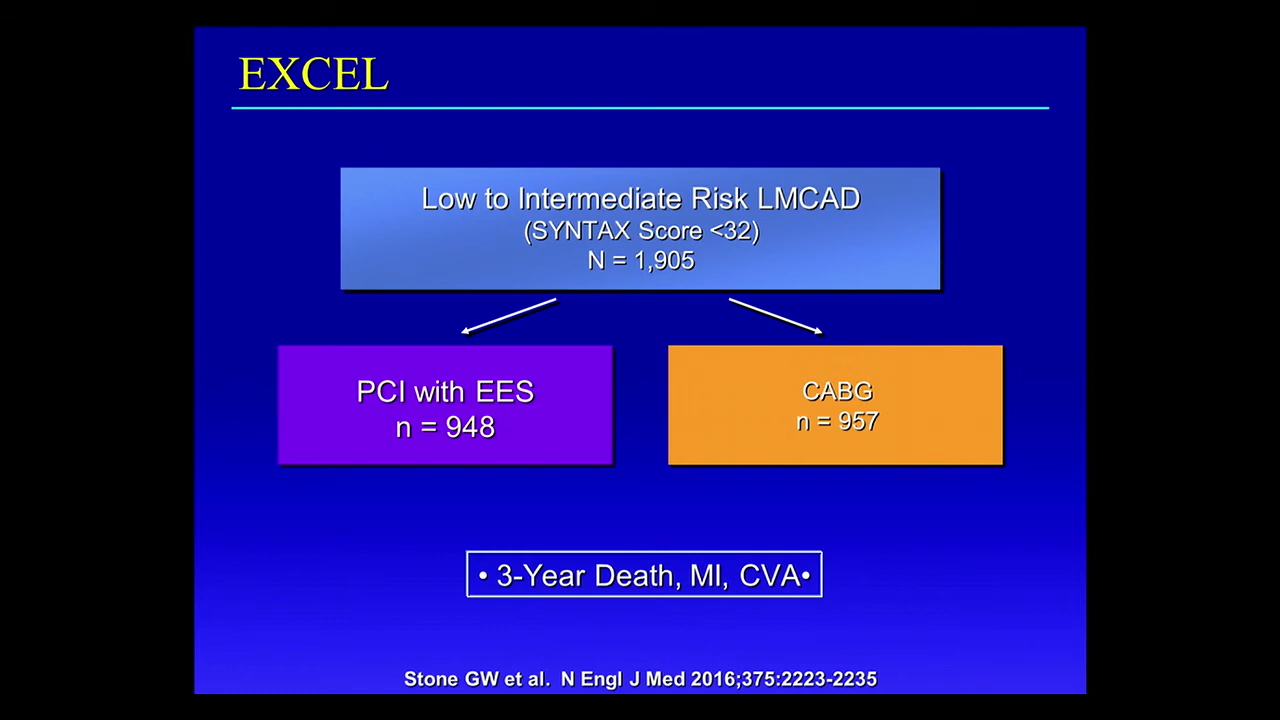 EXCEL
Low to Intermediate Risk LMCAD
(SYNTAX Score <32)
N = 1,905
PCI with EES
n = 948
CABG
n = 957
• 3-Year Death, MI, CVA•
Stone GW et al.  N Engl J Med 2016;375:2223-2235